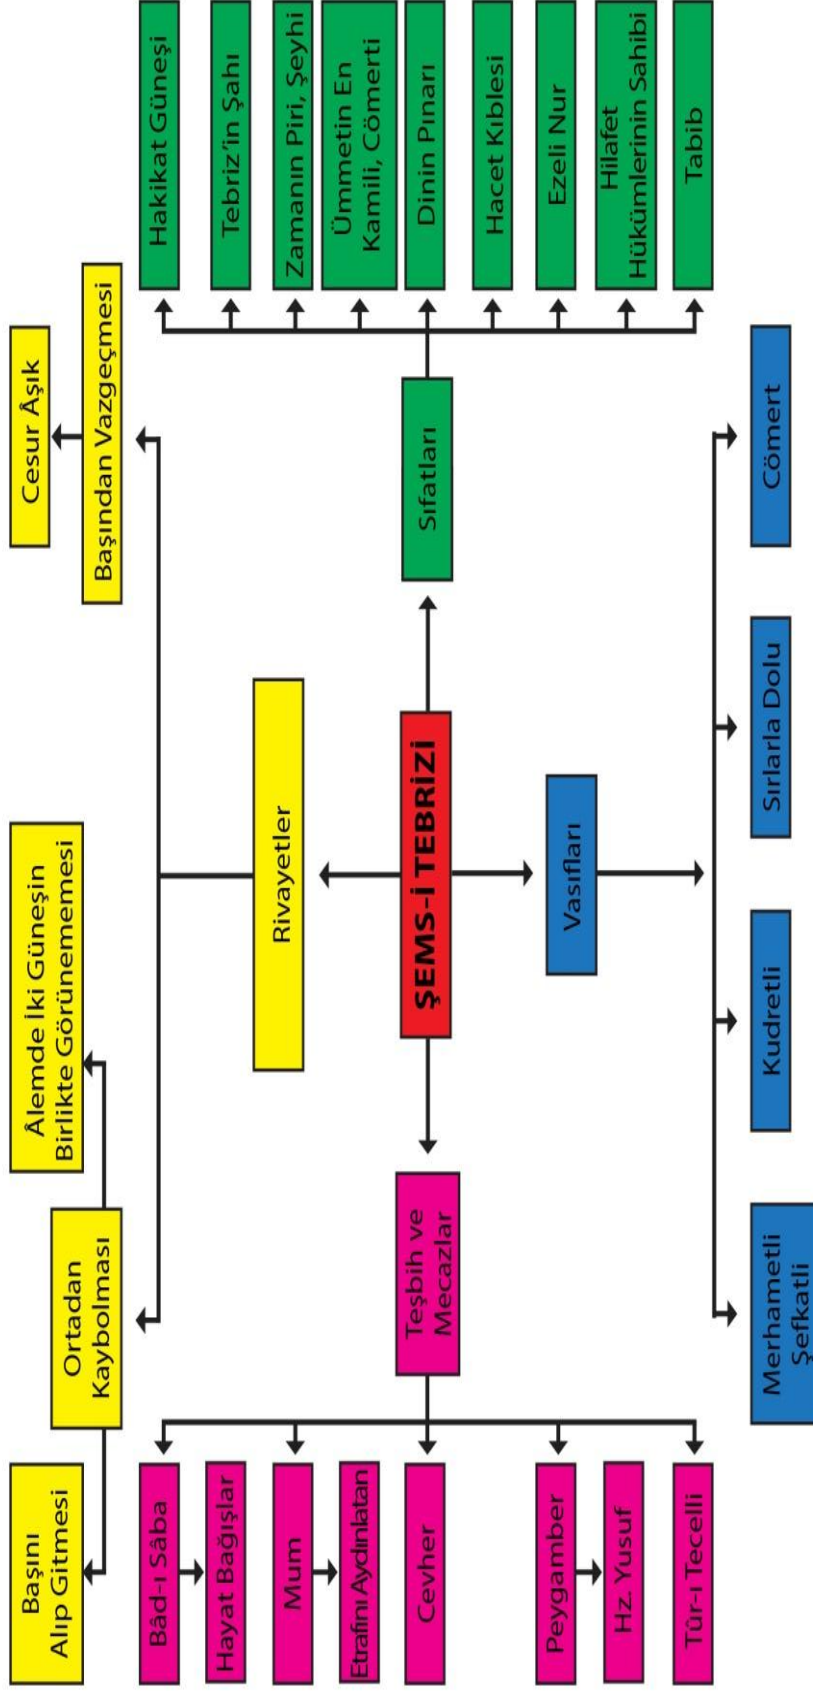 Başını
Alıp Gitmesi
Ortadan
Kaybolması
Âlemde İki Güneşin
Birlikte Görünememesi
Cesur Âşık
Başından Vazgeçmesi
Rivayetler
Bâd-ı Sâba
Hayat Bağışlar
Mum
Etrafını Aydınlatan
Cevher
Peygamber
Hz. Yusuf
Tûr-ı Tecelli
Teşbih ve
Mecazlar
ŞEMS-İ TEBRİZİ
Sıfatları
Hakikat Güneşi
Tebriz'in Şahı
Zamanın Piri, Şeyhi
Ümmetin En
Kamili, Cömerti
Dinin Pınarı
Hacet Kıblesi
Ezeli Nur
Hilafet
Hükümlerinin Sahibi
Tabib
Vasıfları
Merhametli
Şefkatli
Kudretli
Sırlarla Dolu
Cömert